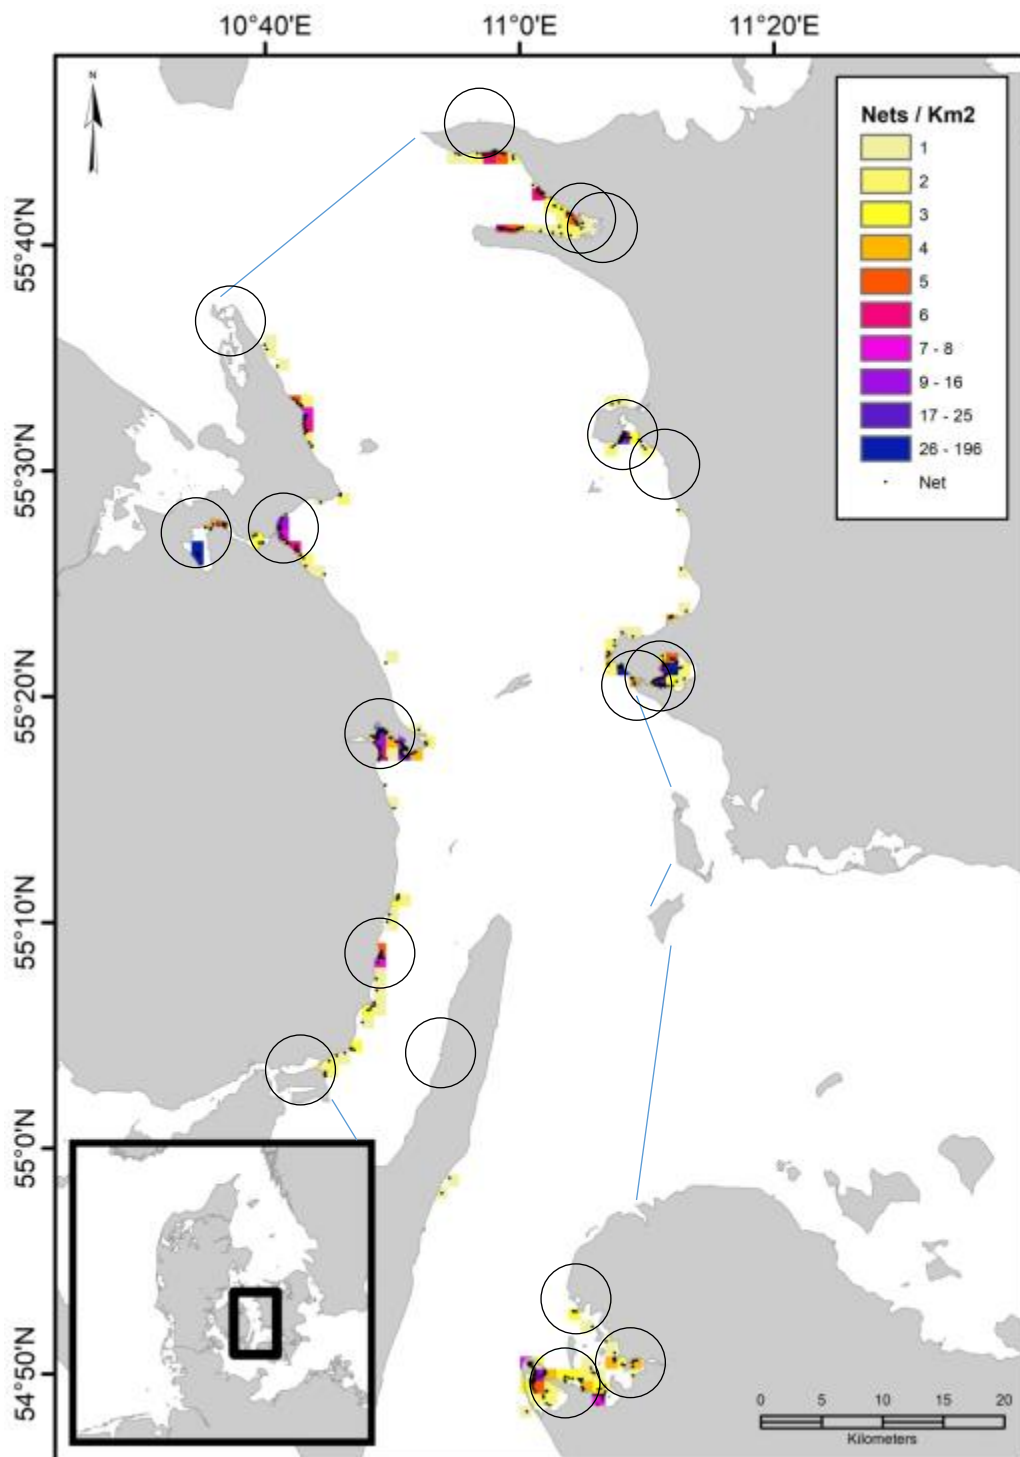 10°40'E 11°0'E 11°20'E
N
Nets / Km2
1
2
3
4
5
6
7 - 8
9 - 16
17 - 25
26 - 196
Net
55°40'N
55°30'N
55°20'N
55°10'N
55°0'N
54°50'N
0 5 10 15 20
Kilometers